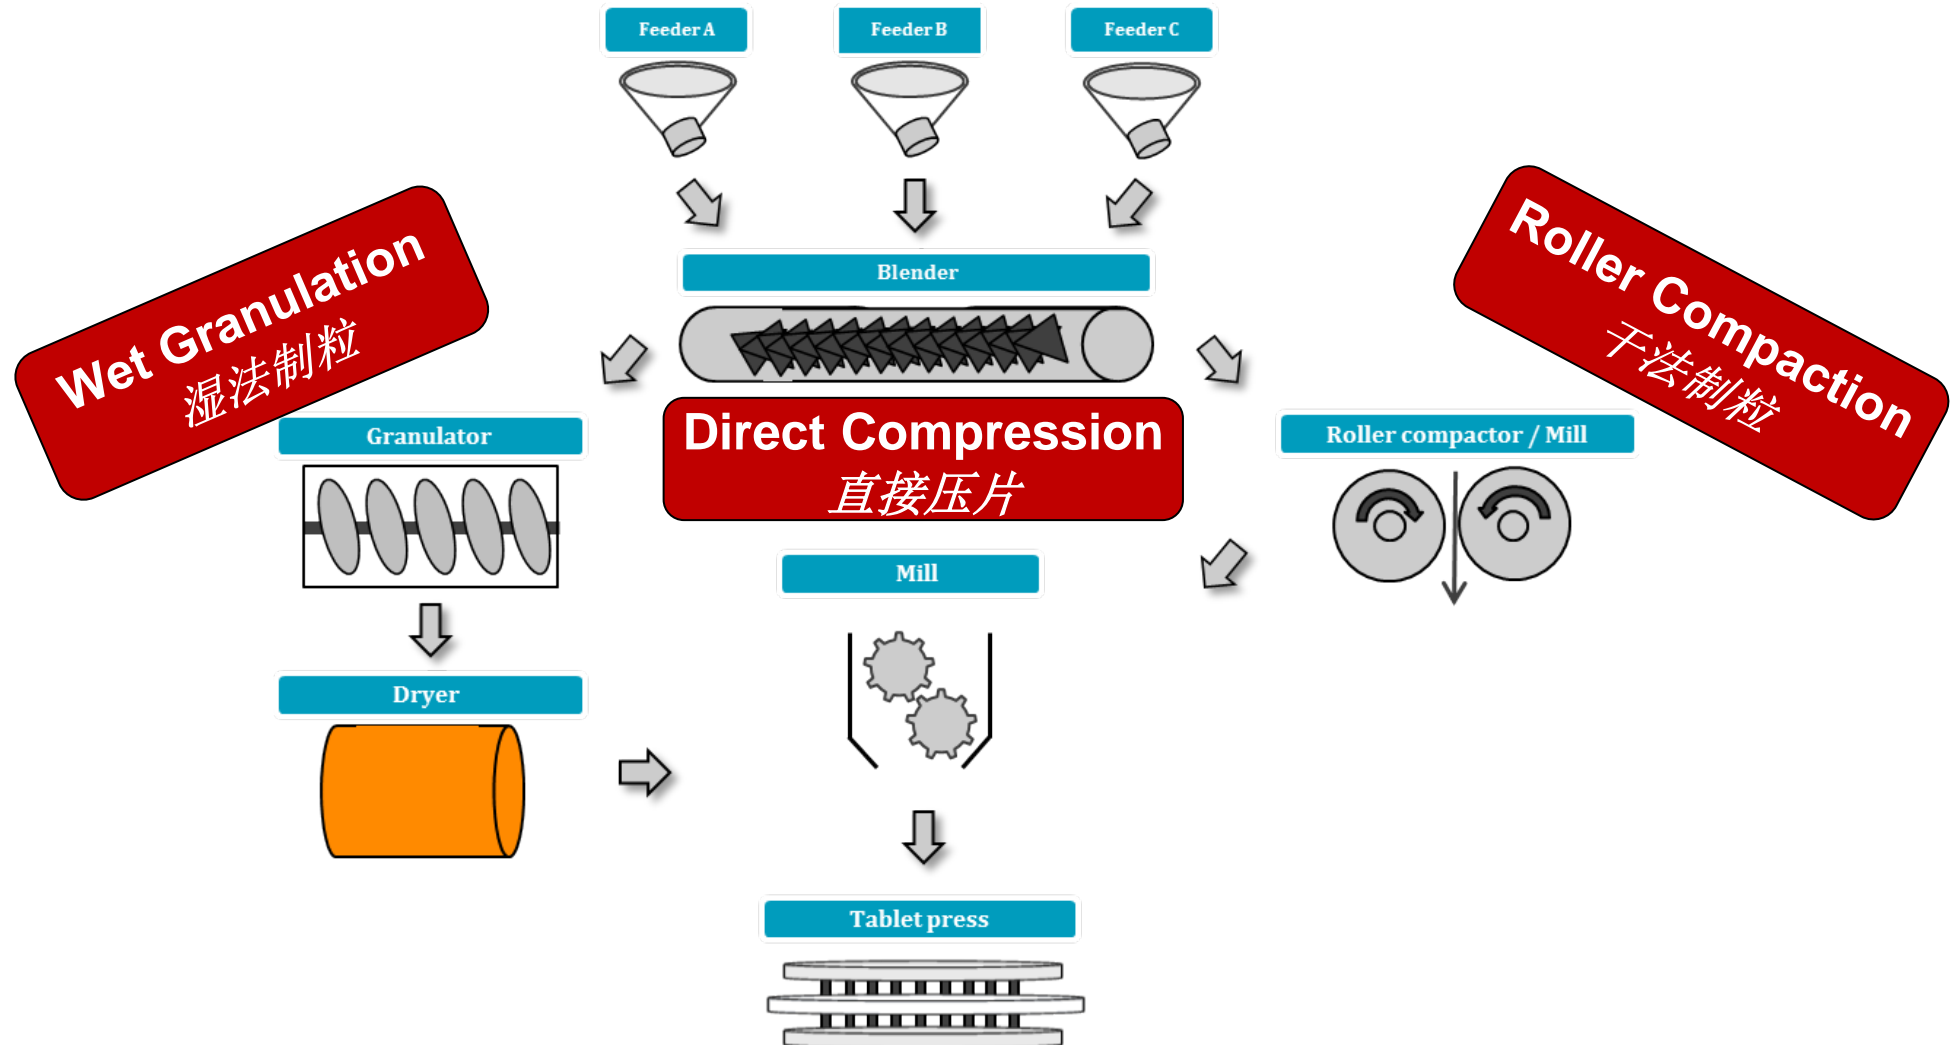 Feeder A
Feeder B
Feeder C
Blender
Wet Granulation
湿法制粒
Direct Compression
直接压片
Roller Compaction
干法制粒
Granulator
Roller compactor / Mill
Mill
Dryer
Tablet press